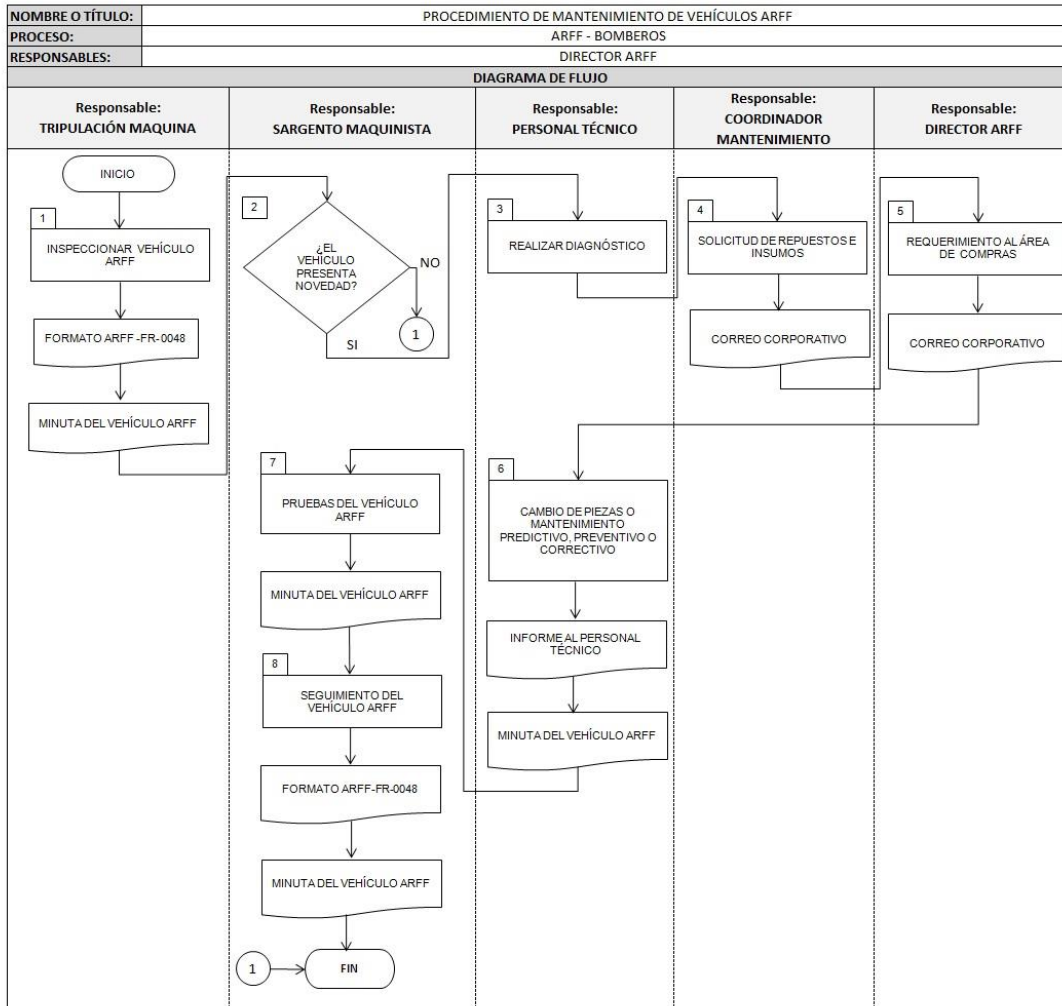 NOMBRE O TÍTULO: PROCEDIMIENTO DE MANTENIMIENTO DE VEHÍCULOS ARFF
PROCESO: ARFF - BOMBEROS
RESPONSABLES: DIRECTOR ARFF
DIAGRAMA DE FLUJO
Responsable:
TRIPULACIÓN MAQUINA
Responsable:
SARGENTO MAQUINISTA
Responsable:
PERSONAL TÉCNICO
Responsable:
COORDINADOR
MANTENIMIENTO
Responsable:
DIRECTOR ARFF
INICIO
1
INSPECCIONAR VEHÍCULO
ARFF
FORMATO ARFF -FR- 0048
MINUTA DEL VEHÍCULO ARFF
2
¿EL
VEHÍCULO
PRESENTA
NOVEDAD?
NO
1
SI
3
REALIZAR DIAGNÓSTICO
4
SOLICITUD DE REPUESTOS E
INSUMOS
CORREO CORPORATIVO
5
REQUERIMIENTO AL ÁREA
DE COMPRAS
CORREO CORPORATIVO
6
CAMBIO DE PIEZAS O
MANTENIMIENTO
PREDICTIVO, PREVENTIVO O
CORRECTIVO
INFORME AL PERSONAL
TÉCNICO
MINUTA DEL VEHÍCULO ARFF
7
PRUEBAS DEL VEHÍCULO
ARFF
MINUTA DEL VEHÍCULO ARFF
8
SEGUIMIENTO DEL
VEHÍCULO ARFF
FORMATO ARFF-FR-0048
MINUTA DEL VEHÍCULO ARFF
1
FIN